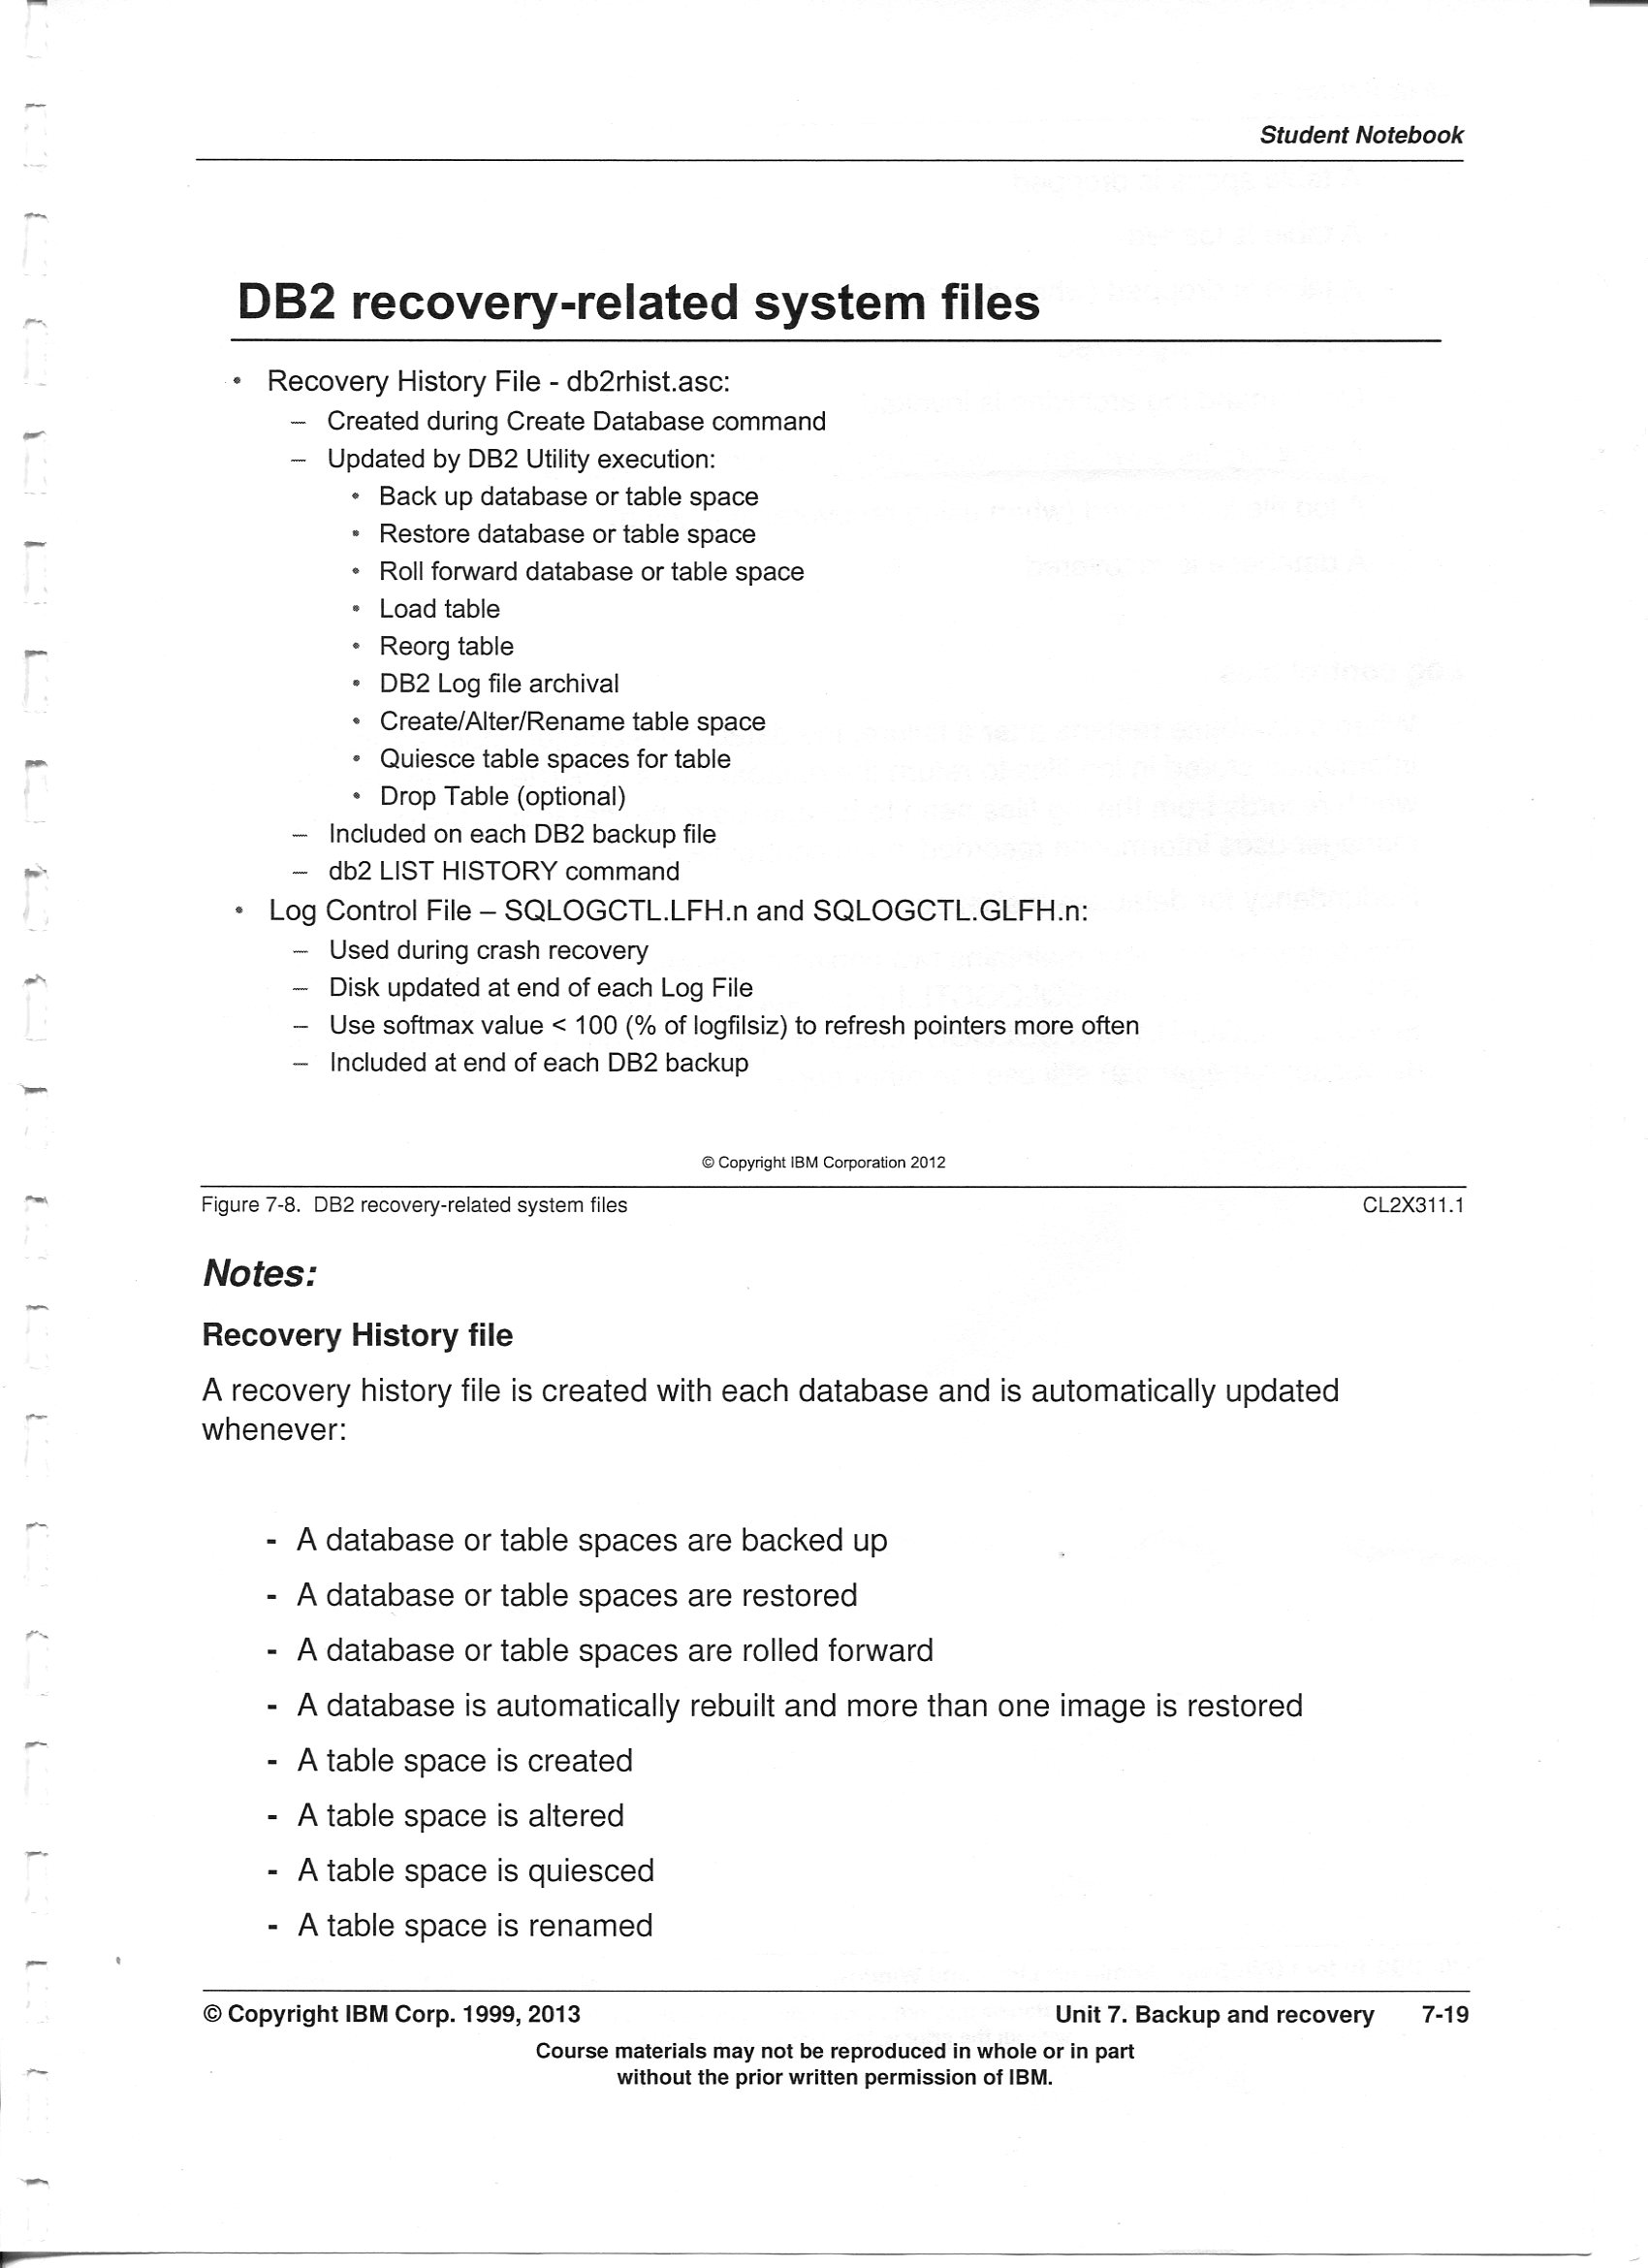 Student Notebook
DB2 recovery-related system files
• Recovery History File - db2rhist.asc:
– Created during Create Database command
– Updated by DB2 Utility execution:
• Back up database or table space
• Restore database or table space
• Roll forward database or table space
• Load table
• Reorg table
• DB2 Log file archival
• Create/Alter/Rename table space
• Quiesce table spaces for table
• Drop Table (optional)
– Included on each DB2 backup file
– db2 LIST HISTORY command
• Log Control File – SQLOGCTL.LFH.n and SQLOGCTL.GLFH.n:
– Used during crash recovery
– Disk updated at end of each Log File
– Use softmax value < 100 (% of logfilsiz) to refresh pointers more often
– Included at end of each DB2 backup
© Copyright IBM Corporation 2012
Figure 7-8. DB2 recovery-related system files CL2X311.1
Notes:
Recovery History file
A recovery history file is created with each database and is automatically updated
whenever:
- A database or table spaces are backed up
- A database or table spaces are restored
- A database or table spaces are rolled forward
- A database is automatically rebuilt and more than one image is restored
- A table space is created
- A table space is altered
- A table space is quiesced
- A table space is renamed
© Copyright IBM Corp. 1999, 2013 Unit 7. Backup and recovery 7-19
Course materials may not be reproduced in whole or in part
without the prior written permission of IBM.